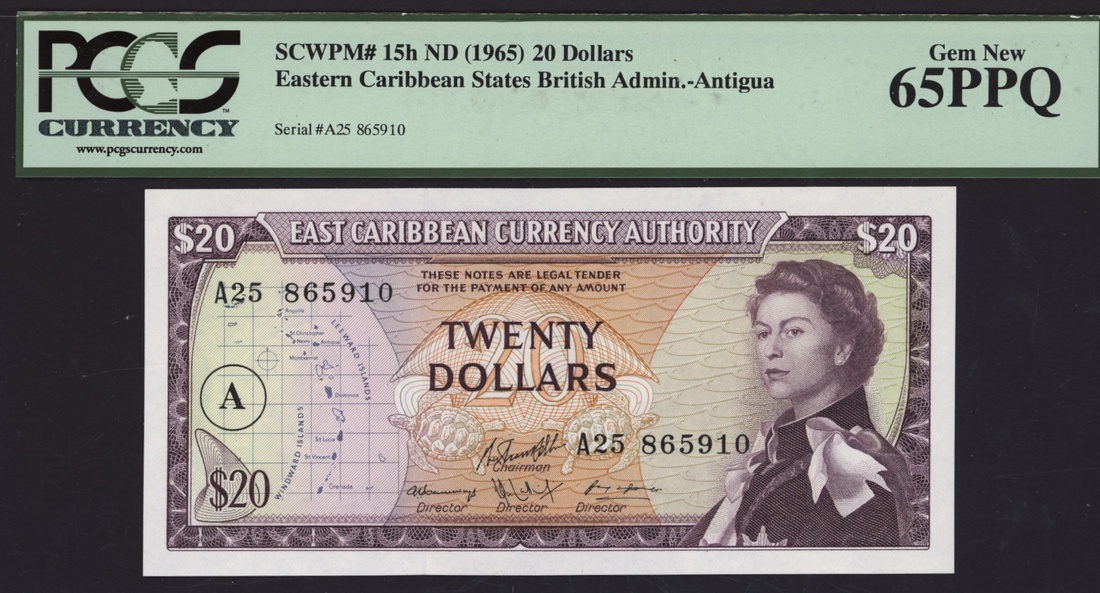 PCGS
CURRENCY
www.pcgscurrency.com
SCWPM# 15h ND (1965) 20 Dollars
Eastern Caribbean States British Admin.-Antigua
Serial #A25 865910
Gem New
65PPQ
$20 EAST CARIBBEAN CURRENCY AUTHORITY $20
THESE NOTES ARE LEGAL TENDER
FOR THE PAYMENT OF ANY AMOUNT
A25 865910
TWENTY
DOLLARS
20
Anguilla
St Christopher
Nevis Antigua
Montserrat
Dominica
St Lucia
St Vincent
Grenada
LEEWARD ISLANDS
WINDWARD ISLANDS
A
A25 865910
Chairman
Director Director Director
$20